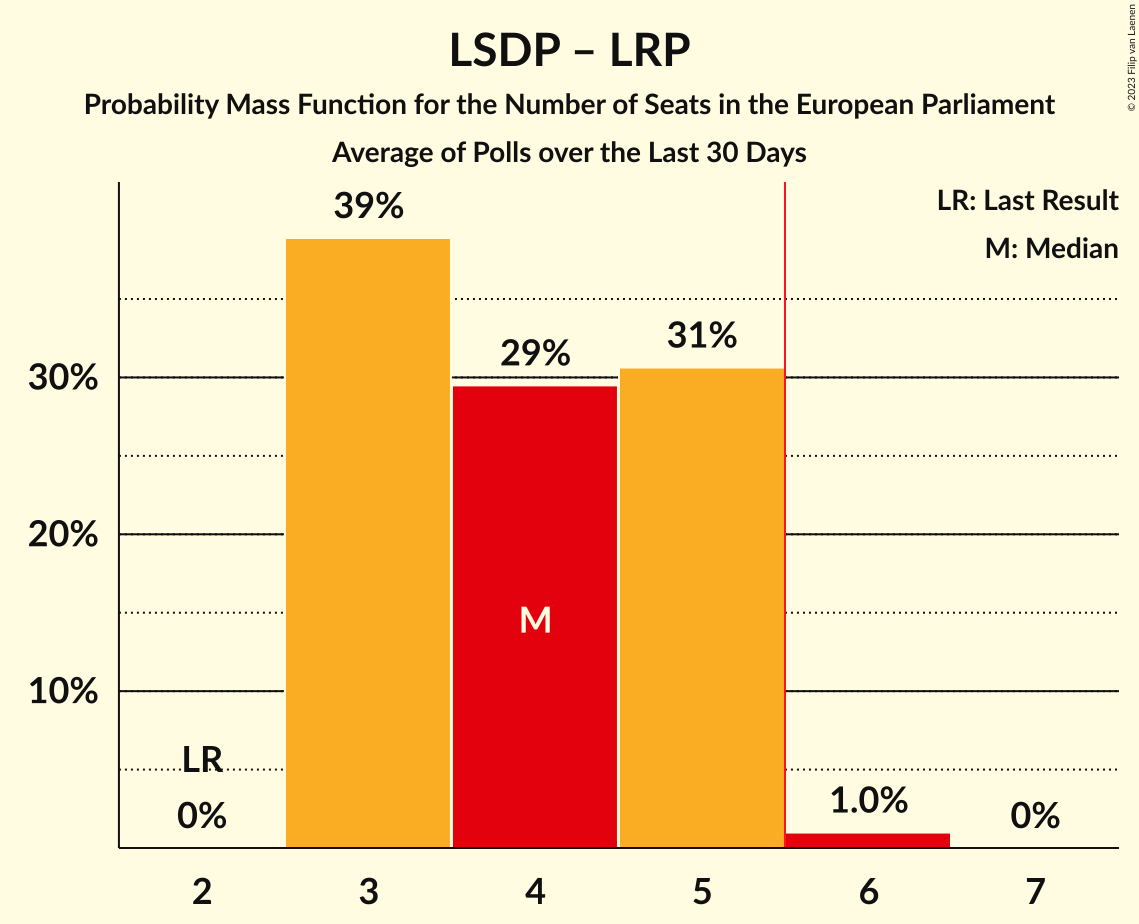 LSDP – LRP
Probability Mass Function for the Number of Seats in the European Parliament
Average of Polls over the Last 30 Days
© 2023 Filip van Laenen
LR: Last Result
M: Median
39%
29%
31%
30%
20%
M
10%
LR
0%
1.0%
0%
2 3 4 5 6 7